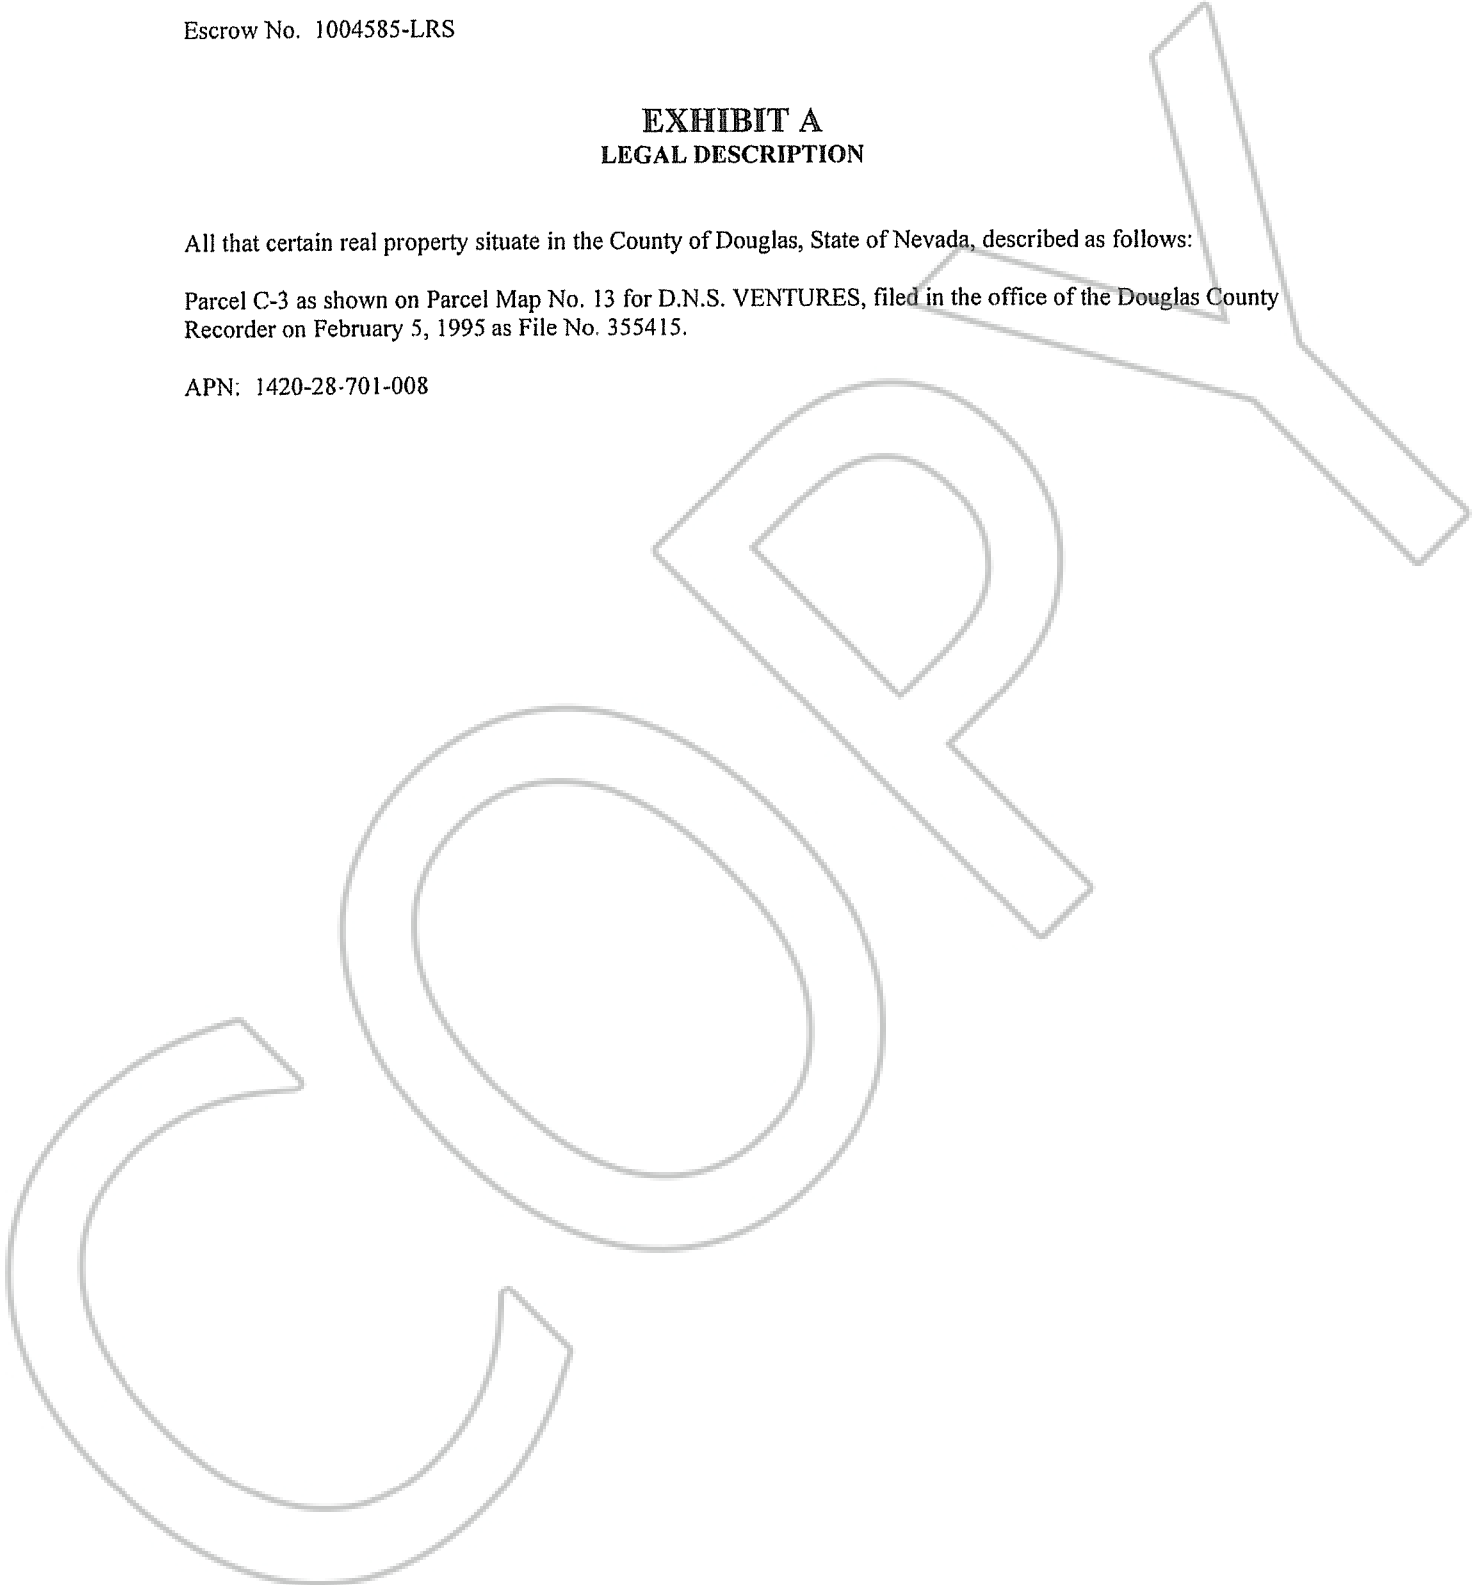 Escrow No. 1004585-LRS
EXHIBIT A
LEGAL DESCRIPTION
All that certain real property situate in the County of Douglas, State of Nevada, described as follows:
Parcel C-3 as shown on Parcel Map No. 13 for D.N.S. VENTURES, filed in the office of the Douglas County
Recorder on February 5, 1995 as File No. 355415.
APN: 1420-28-701-008
COPY